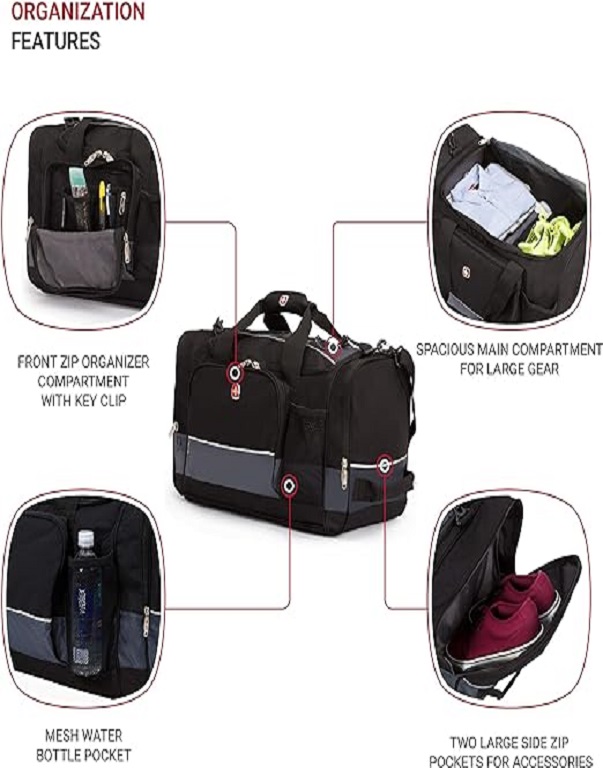 ORGANIZATION
FEATURES
FRONT ZIP ORGANIZER
COMPARTMENT
WITH KEY CLIP
SPACIOUS MAIN COMPARTMENT
FOR LARGE GEAR
MESH WATER
BOTTLE POCKET
TWO LARGE SIDE ZIP
POCKETS FOR ACCESSORIES